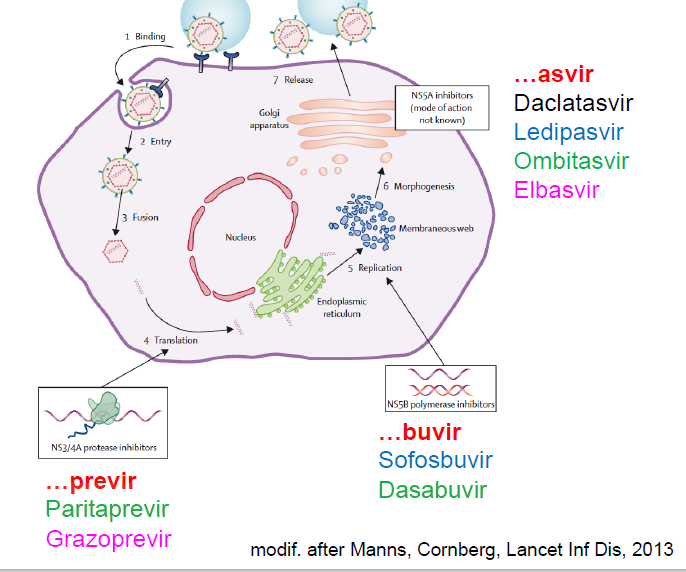 1 Binding
2 Entry
3 Fusion
4 Translation
Nucleus
Endoplasmic
reticulum
5 Replication
Membraneous web
6 Morphogenesis
Golgi
apparatus
7 Release
NS5A inhibitors
(mode of action
not known)
…asvir
Daclatasvir
Ledipasvir
Ombitasvir
Elbasvir
NS3/4A protease inhibitors
…previr
Paritaprevir
Grazoprevir
NS5B polymerase inhibitors
…buvir
Sofosbuvir
Dasabuvir
modif. after Manns, Cornberg, Lancet Inf Dis, 2013